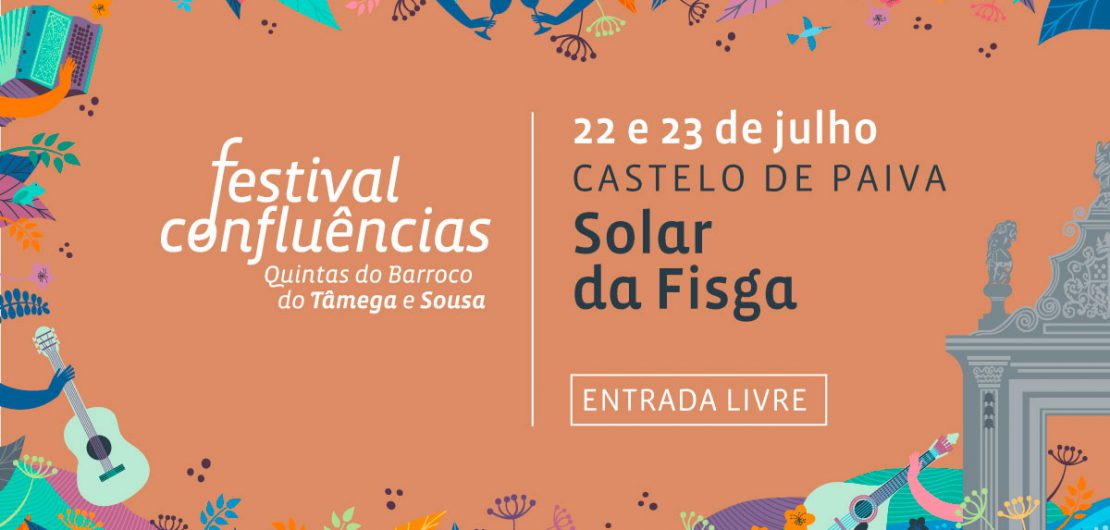 festival
confluências
Quintas do Barroco
do Tâmega e Sousa
22 e 23 de julho
CASTELO DE PAIVA
Solar
da Fisga
ENTRADA LIVRE